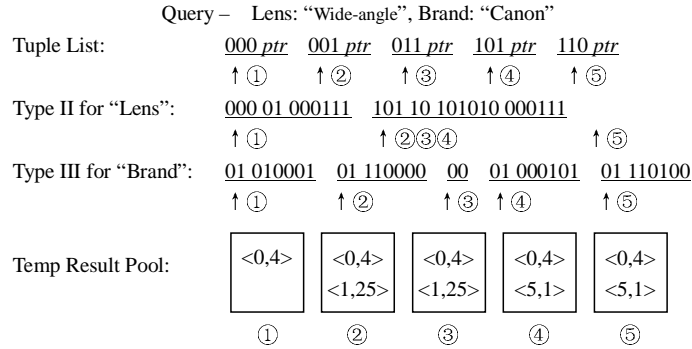 Query – Lens: “Wide-angle”, Brand: “Canon”
Tuple List: 000 ptr 001 ptr 011 ptr 101 ptr 110 ptr
↑ ① ↑ ② ↑ ③ ↑ ④ ↑ ⑤
Type II for “Lens”: 000 01 000111 101 10 101010 000111
↑ ① ↑ ②③④ ↑ ⑤
Type III for “Brand”: 01 010001 01 110000 00 01 000101 01 110100
↑ ① ↑ ② ↑ ③ ↑ ④ ↑ ⑤
Temp Result Pool: <0,4> <0,4> <0,4> <0,4> <0,4>
<1,25> <1,25> <5,1> <5,1>
① ② ③ ④ ⑤